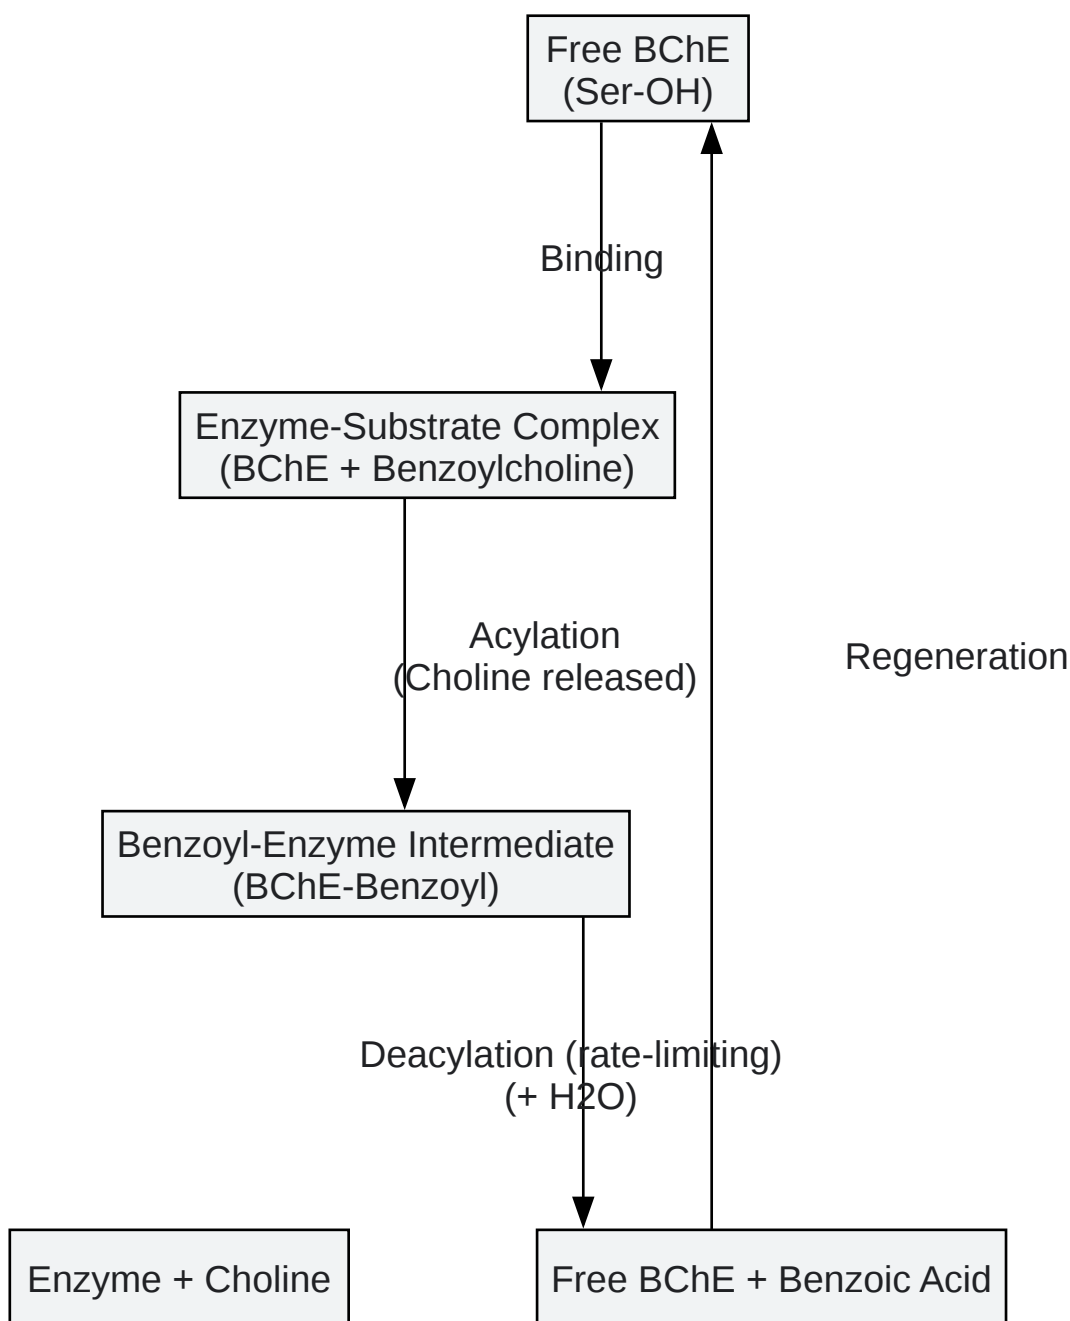 Free BChE
(Ser-OH)
Binding
Enzyme-Substrate Complex
(BChE + Benzoylcholine)
Acylation
(Choline released)
Regeneration
Benzoyl-Enzyme Intermediate
(BChE-Benzoyl)
Deacylation (rate-limiting)
(+ H2O)
Enzyme + Choline
Free BChE + Benzoic Acid